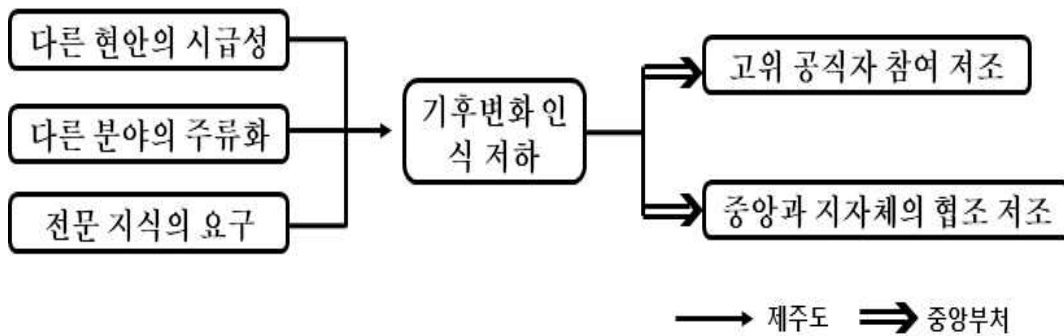 다른 현안의 시급성
다른 분야의 주류화
전문 지식의 요구
기후변화 인
식 저하
고위 공직자 참여 저조
중앙과 지자체의 협조 저조
제주도
중앙부처